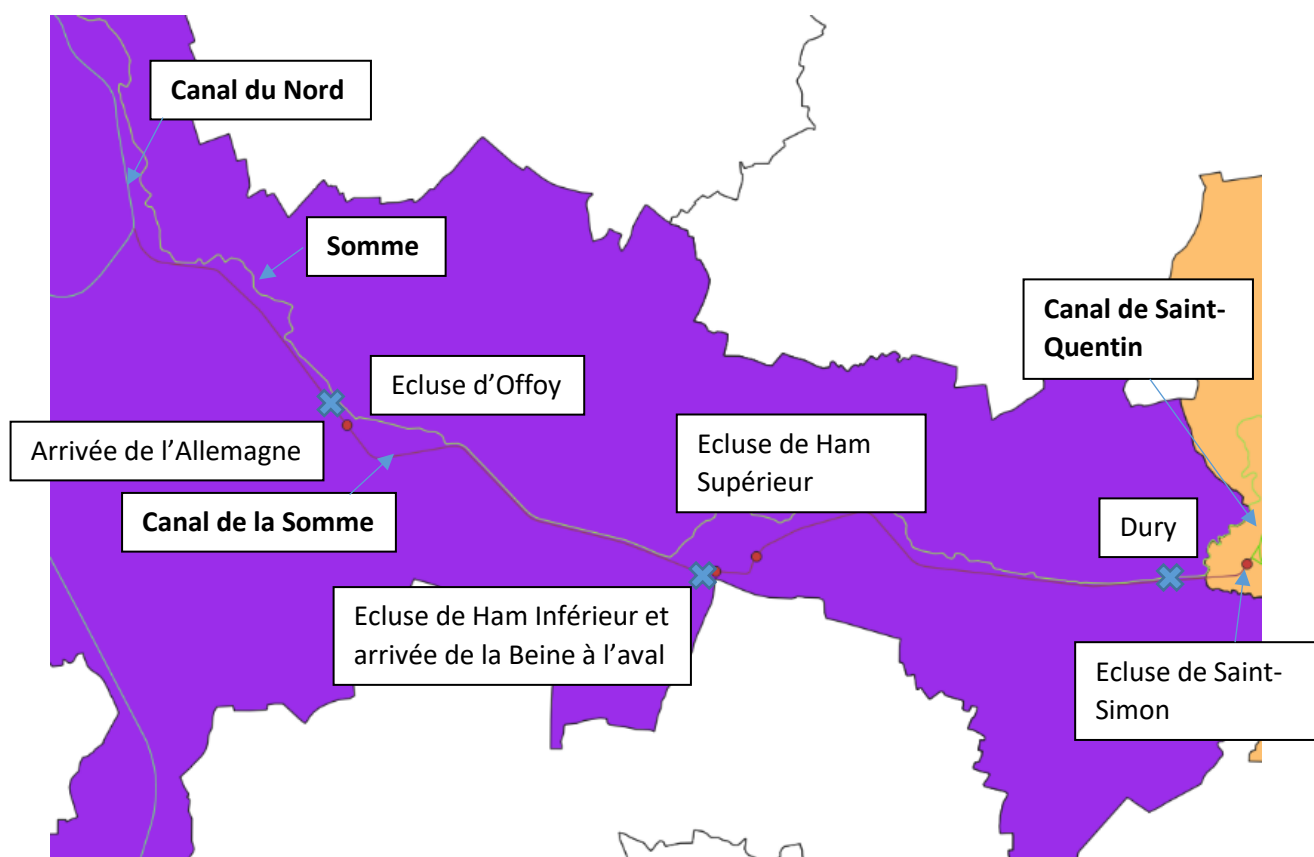 Canal du Nord
Somme
Canal de Saint-
Quentin
Ecluse d’Offoy
Arrivée de l’Allemagne
Ecluse de Ham
Supérieur
Canal de la Somme
Dury
Ecluse de Ham Inférieur et
arrivée de la Beine à l’aval
Ecluse de Saint-
Simon